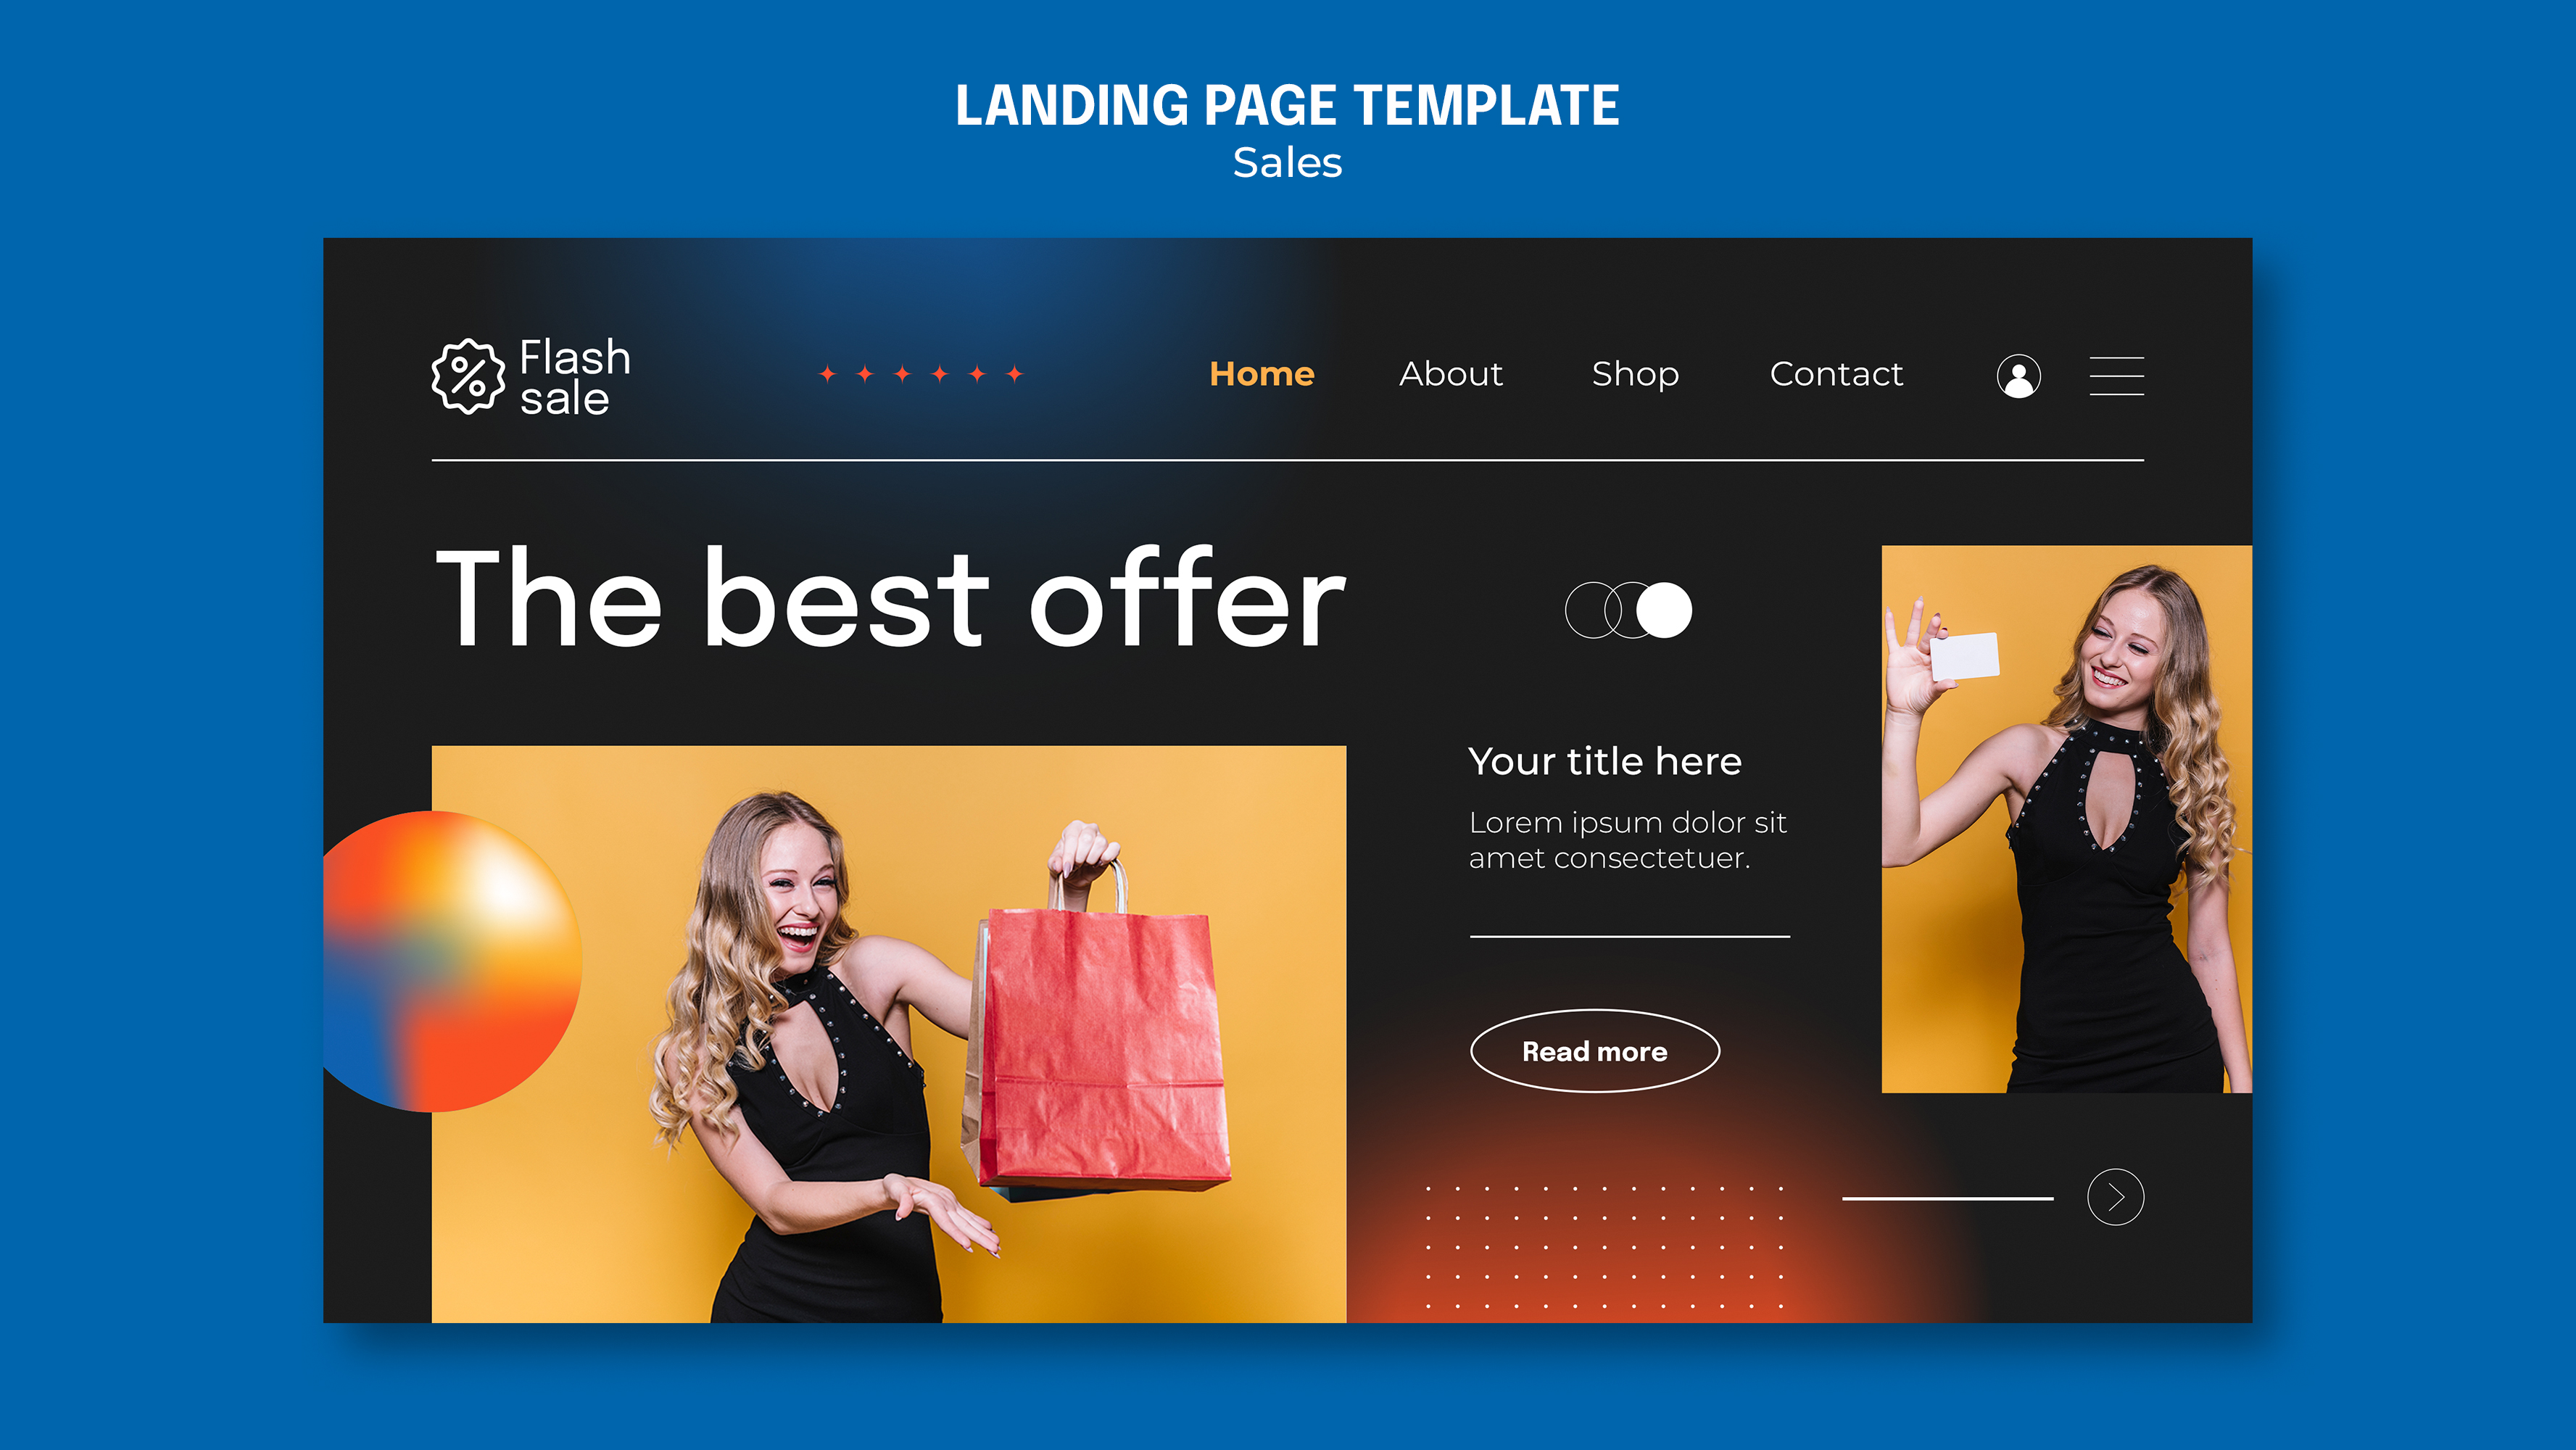 LANDING PAGE TEMPLATE
Sales
Flash
sale
Home About Shop Contact
The best offer
Your title here
Lorem ipsum dolor sit
amet consectetuer.
Read more